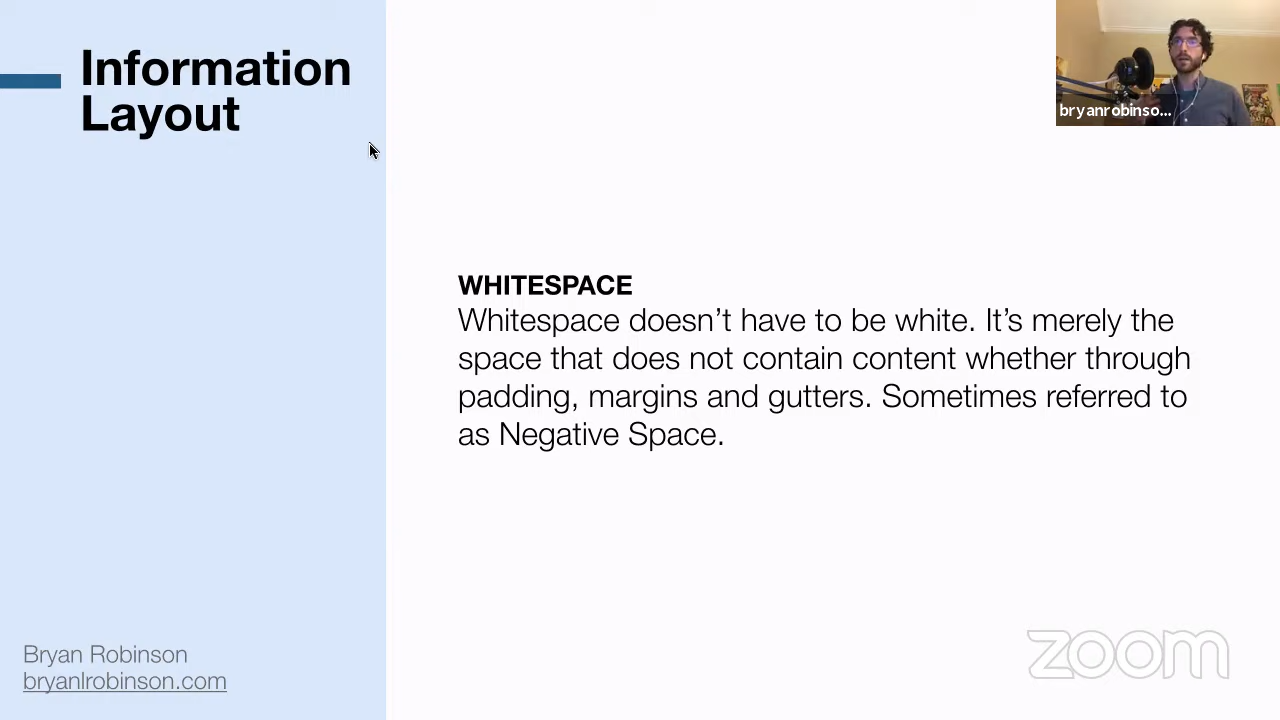 Information
Layout
bryanrobinso...
WHITESPACE
Whitespace doesn’t have to be white. It’s merely the
space that does not contain content whether through
padding, margins and gutters. Sometimes referred to
as Negative Space.
Bryan Robinson
bryanlrobinson.com
zoom